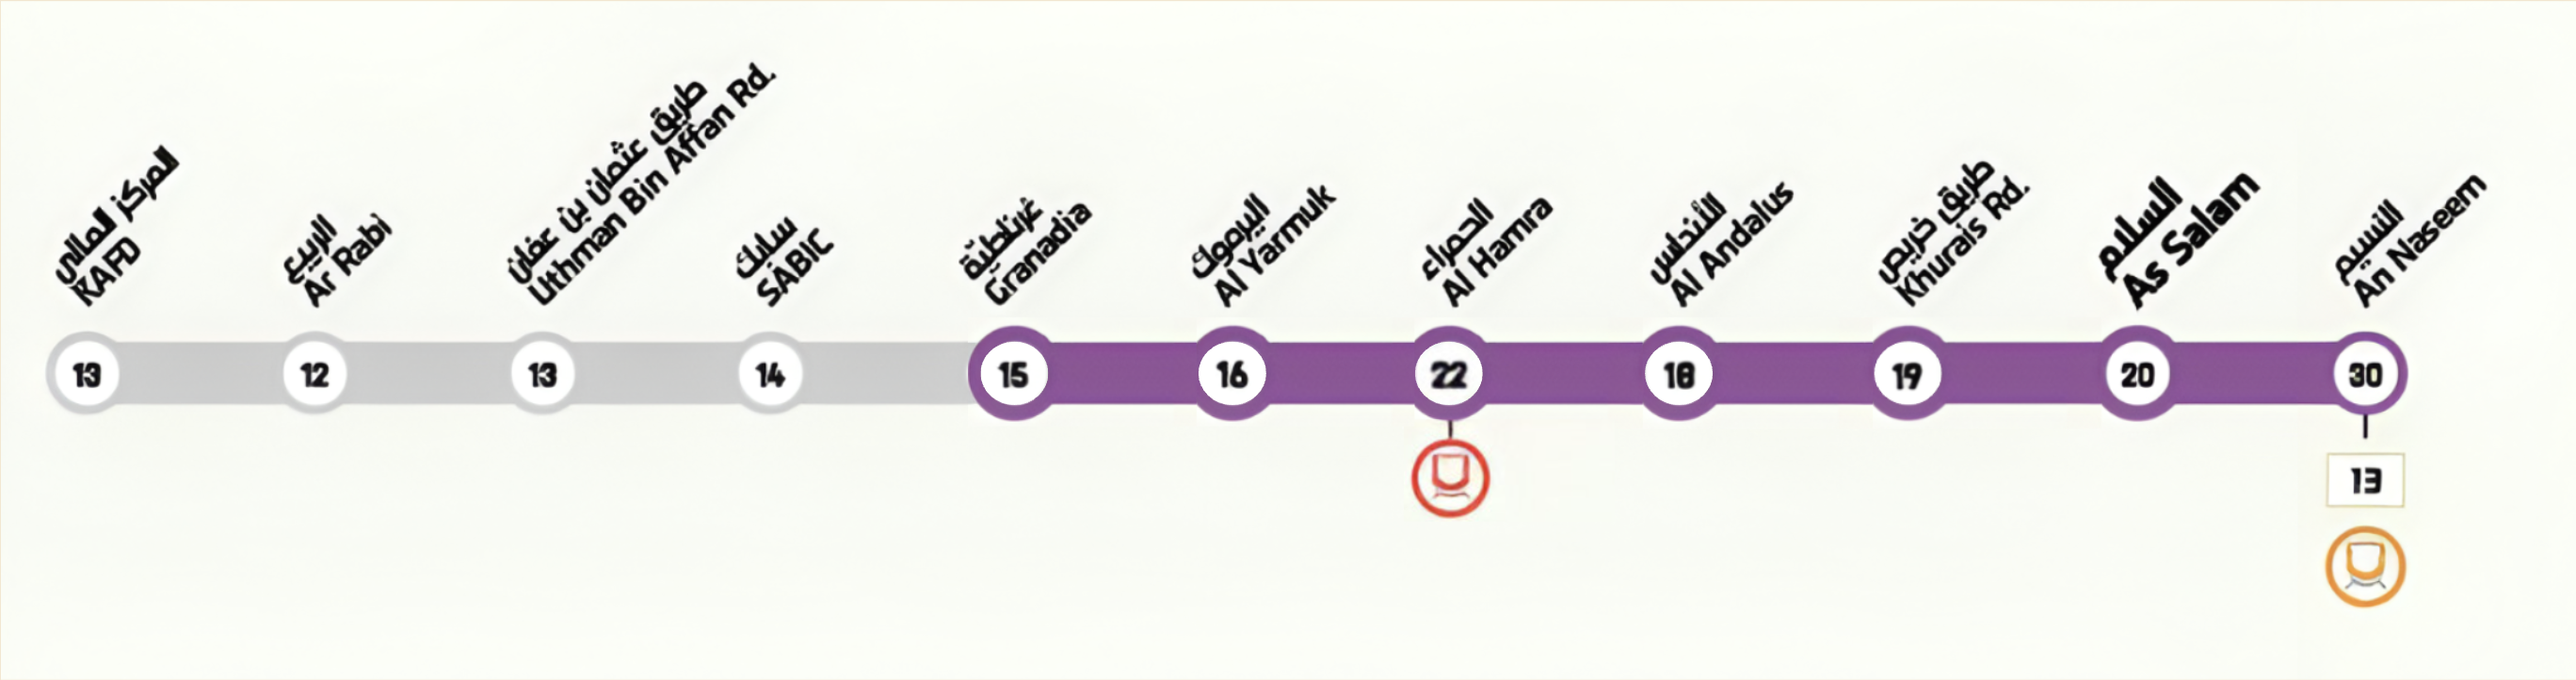 المركز المالي
KAFD
الربيع
Ar Rabi
طريق عثمان بن عفان
Uthman Bin Affan Rd.
سابك
SABIC
غرناطة
Granadia
اليرموك
Al Yarmuk
الحمراء
Al Hamra
الأندلس
Al Andalus
طريق خريص
Khurais Rd.
السلام
As Salam
النسيم
An Naseem
13
12
13
14
15
16
22
18
19
20
30
13